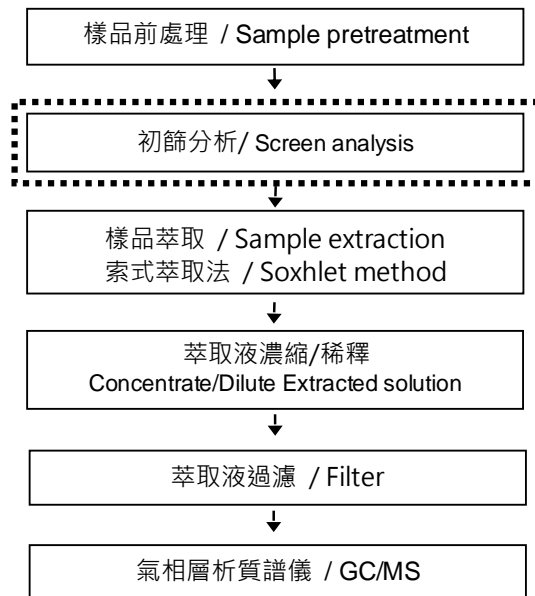 樣品前處理 / Sample pretreatment
初篩分析/ Screen analysis
樣品萃取 / Sample extraction
索式萃取法 / Soxhlet method
萃取液濃縮/稀釋
Concentrate/Dilute Extracted solution
萃取液過濾 / Filter
氣相層析質譜儀 / GC/MS